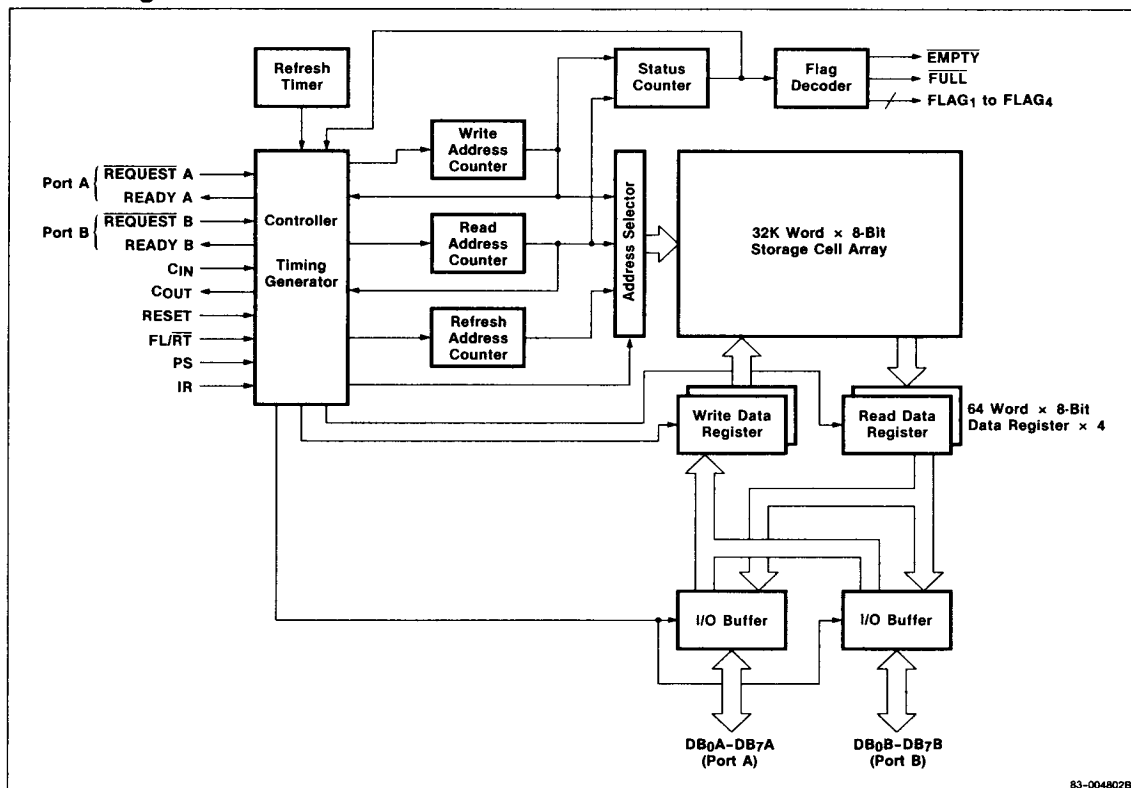 Refresh
Timer
Status
Counter
Flag
Decoder
EMPTY
FULL
FLAG1 to FLAG4
Write
Address
Counter
Port A { REQUEST A
READY A
Port B { REQUEST B
READY B
CIN
COUT
RESET
FL/RT
PS
IR
Controller
Timing
Generator
Read
Address
Counter
Refresh
Address
Counter
Address Selector
32K Word × 8-Bit
Storage Cell Array
Write Data
Register
Read Data
Register
64 Word × 8-Bit
Data Register × 4
I/O Buffer
I/O Buffer
DB0A-DB7A
(Port A)
DB0B-DB7B
(Port B)
83-004802B